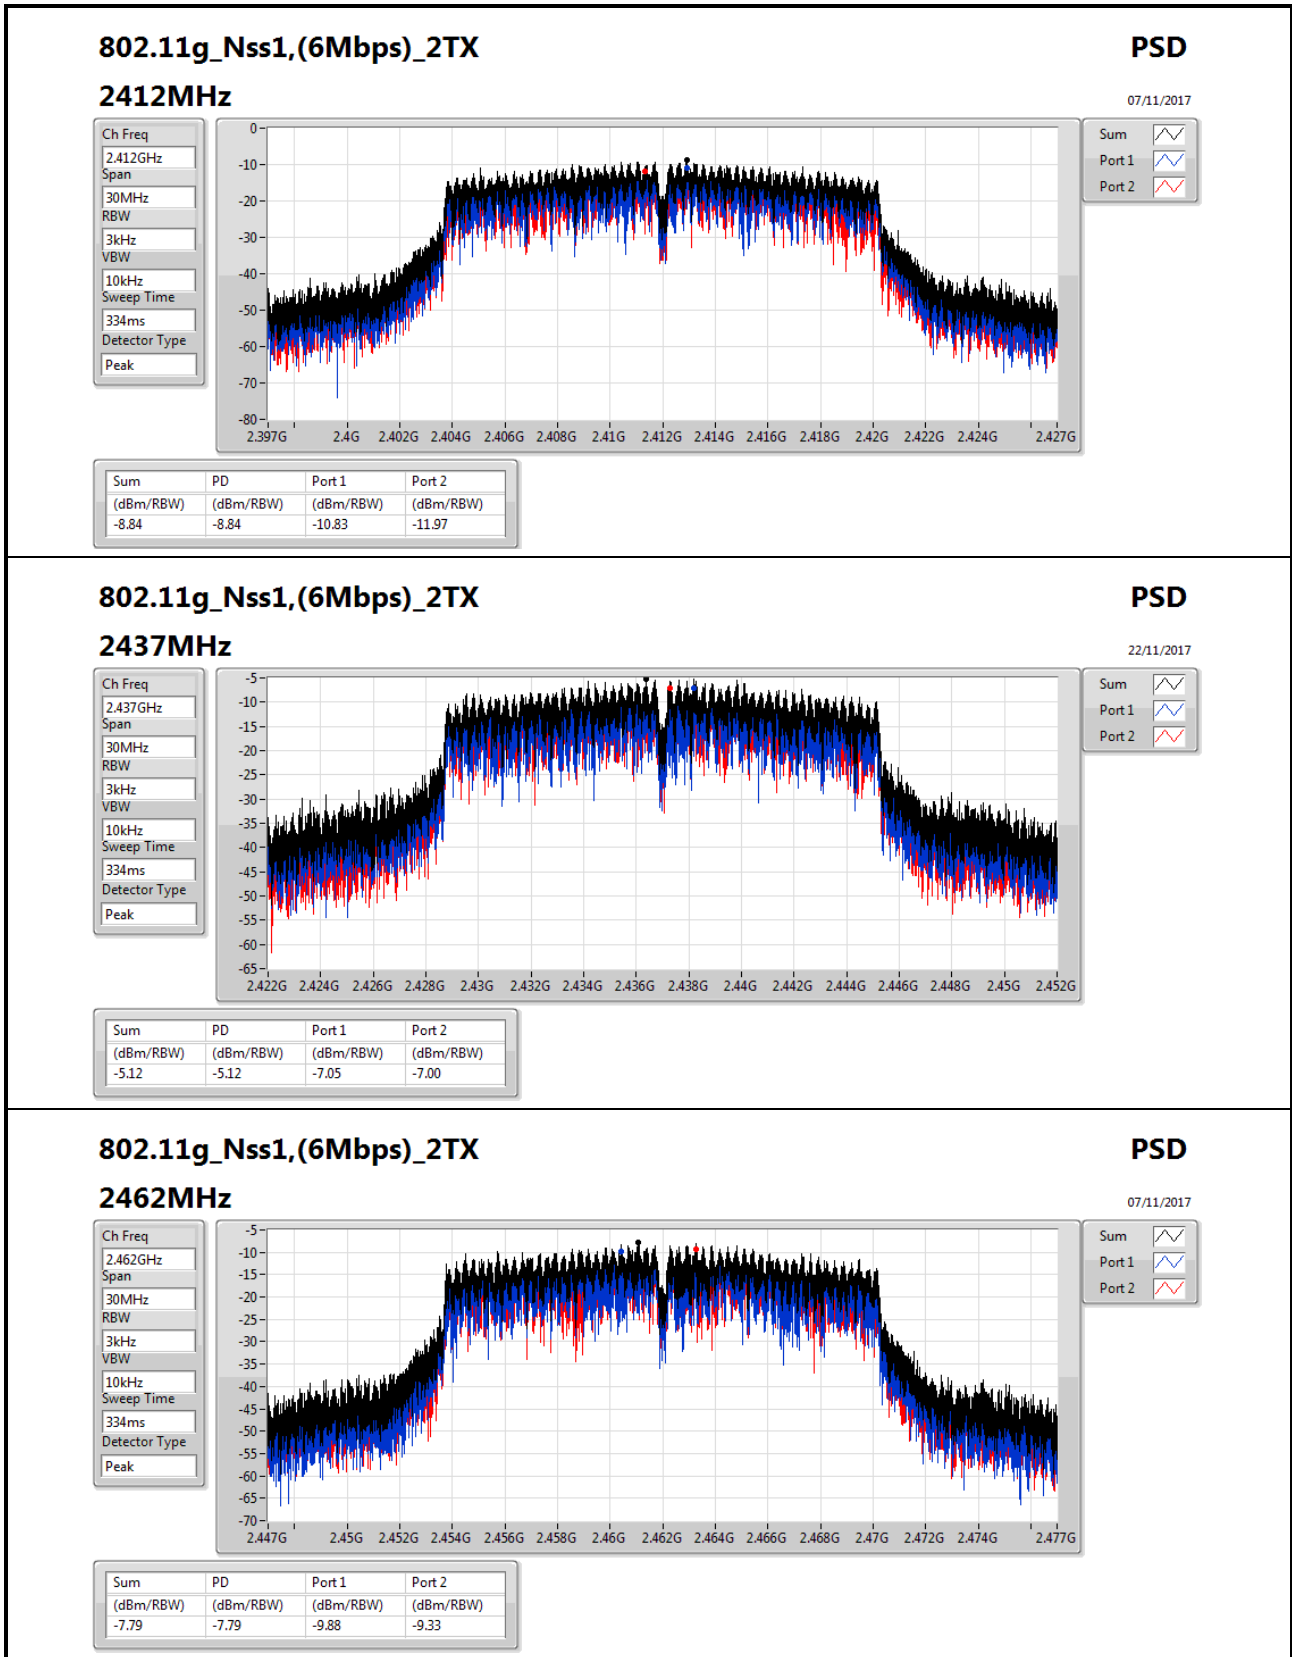 802.11g_Nss1,(6Mbps)_2TX PSD
2412MHz 07/11/2017
Ch Freq
2.412GHz
Span
30MHz
RBW
3kHz
VBW
10kHz
Sweep Time
334ms
Detector Type
Peak
0
-10
-20
-30
-40
-50
-60
-70
-80
2.397G 2.4G 2.402G 2.404G 2.406G 2.408G 2.41G 2.412G 2.414G 2.416G 2.418G 2.42G 2.422G 2.424G 2.427G
Sum
Port 1
Port 2
Sum PD Port 1 Port 2
(dBm/RBW) (dBm/RBW) (dBm/RBW) (dBm/RBW)
-8.84 -8.84 -10.83 -11.97
802.11g_Nss1,(6Mbps)_2TX PSD
2437MHz 22/11/2017
Ch Freq
2.437GHz
Span
30MHz
RBW
3kHz
VBW
10kHz
Sweep Time
334ms
Detector Type
Peak
-5
-10
-15
-20
-25
-30
-35
-40
-45
-50
-55
-60
-65
2.422G 2.424G 2.426G 2.428G 2.43G 2.432G 2.434G 2.436G 2.438G 2.44G 2.442G 2.444G 2.446G 2.448G 2.45G 2.452G
Sum
Port 1
Port 2
Sum PD Port 1 Port 2
(dBm/RBW) (dBm/RBW) (dBm/RBW) (dBm/RBW)
-5.12 -5.12 -7.05 -7.00
802.11g_Nss1,(6Mbps)_2TX PSD
2462MHz 07/11/2017
Ch Freq
2.462GHz
Span
30MHz
RBW
3kHz
VBW
10kHz
Sweep Time
334ms
Detector Type
Peak
-5
-10
-15
-20
-25
-30
-35
-40
-45
-50
-55
-60
-65
-70
2.447G 2.45G 2.452G 2.454G 2.456G 2.458G 2.46G 2.462G 2.464G 2.466G 2.468G 2.47G 2.472G 2.474G 2.477G
Sum
Port 1
Port 2
Sum PD Port 1 Port 2
(dBm/RBW) (dBm/RBW) (dBm/RBW) (dBm/RBW)
-7.79 -7.79 -9.88 -9.33